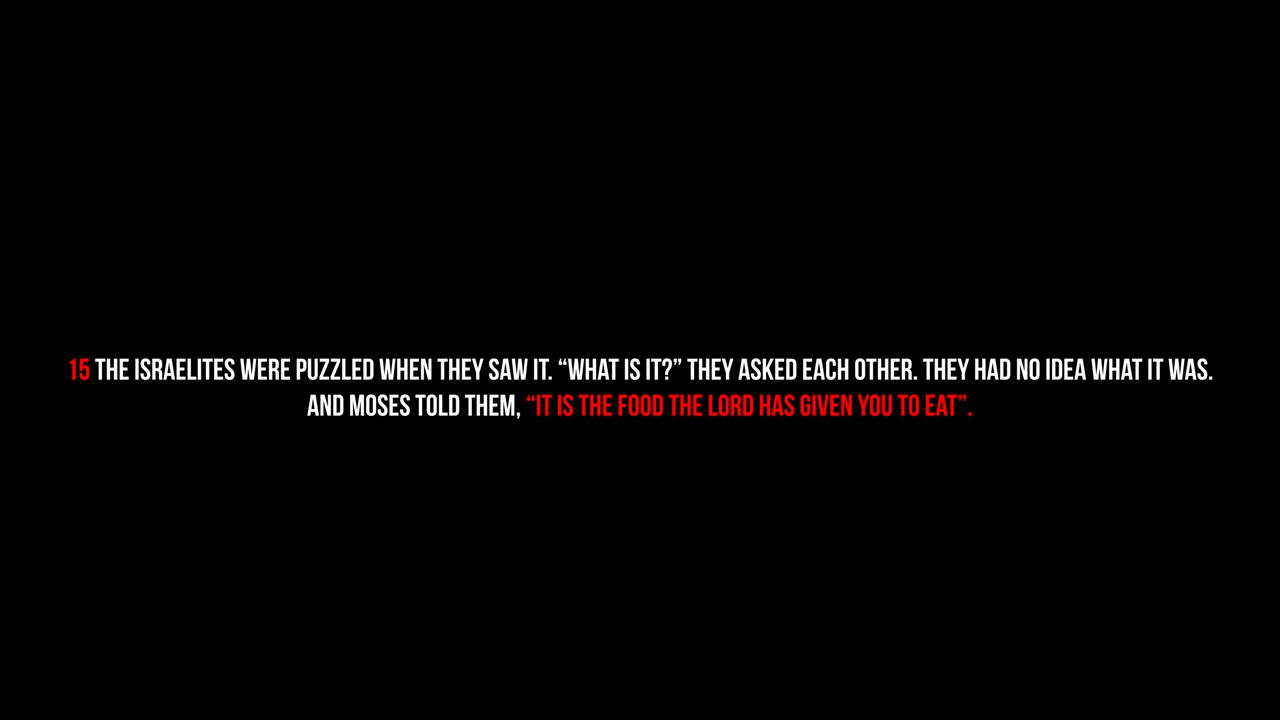 15 THE ISRAELITES WERE PUZZLED WHEN THEY SAW IT. “WHAT IS IT?” THEY ASKED EACH OTHER. THEY HAD NO IDEA WHAT IT WAS.
AND MOSES TOLD THEM, “IT IS THE FOOD THE LORD HAS GIVEN YOU TO EAT”.